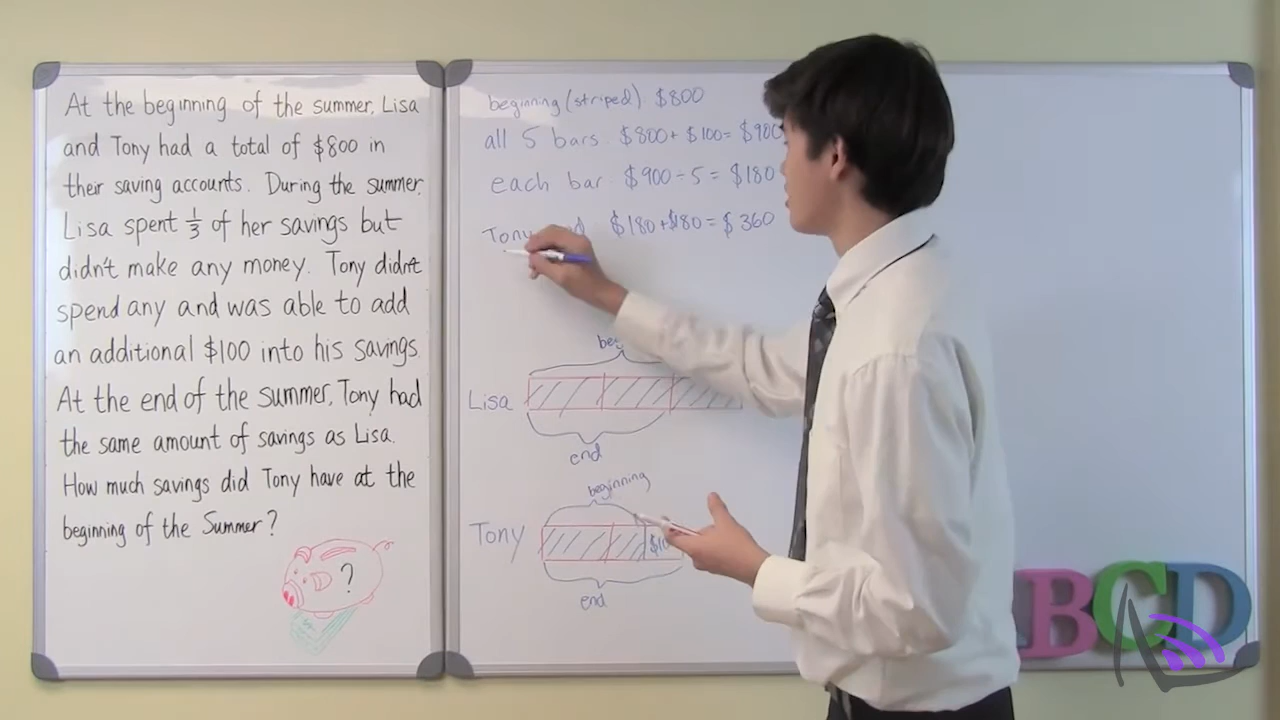 At the beginning of the summer, Lisa
and Tony had a total of $800 in
their saving accounts. During the summer,
Lisa spent 1/3 of her savings but
didn't make any money. Tony didn't
spend any and was able to add
an additional $100 into his savings.
At the end of the summer, Tony had
the same amount of savings as Lisa.
How much savings did Tony have at the
beginning of the Summer?
?
beginning (striped): $800
all 5 bars: $800 + $100 = $900
each bar: $900 ÷ 5 = $180
Tony $180 + $180 = $360
Lisa
end
beginning
Tony
end
BCD